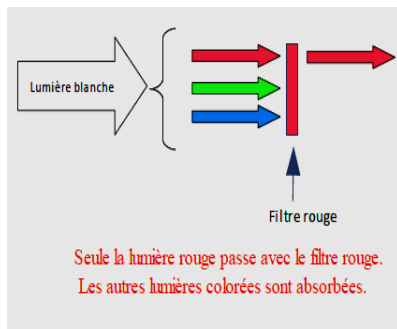 Lumière blanche
Filtre rouge
Seule la lumière rouge passe avec le filtre rouge.
Les autres lumières colorées sont absorbées.